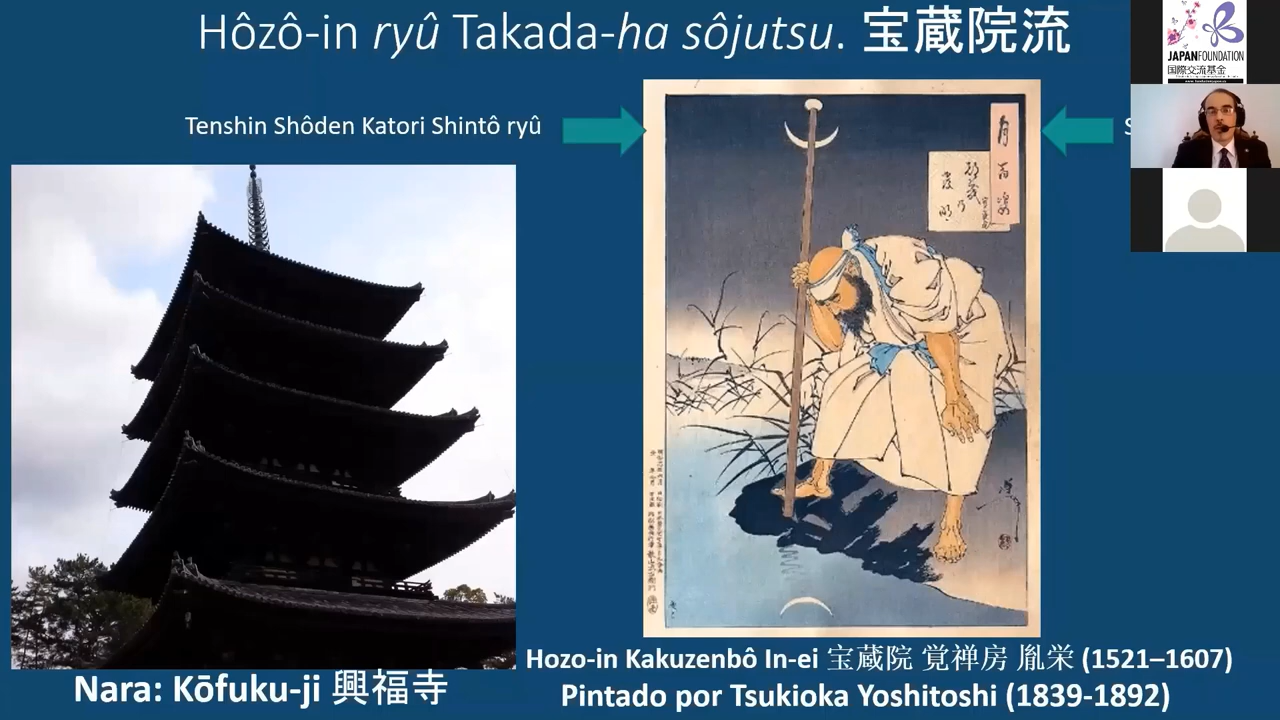 Hôzô-in ryû Takada-ha sôjutsu. 宝蔵院流
JAPANFOUNDATION
国際交流基金
Tenshin Shôden Katori Shintô ryû
S
月百姿
Nara: Kōfuku-ji 興福寺
Hozo-in Kakuzenbô In-ei 宝蔵院 覚禅房 胤栄 (1521–1607)
Pintado por Tsukioka Yoshitoshi (1839-1892)